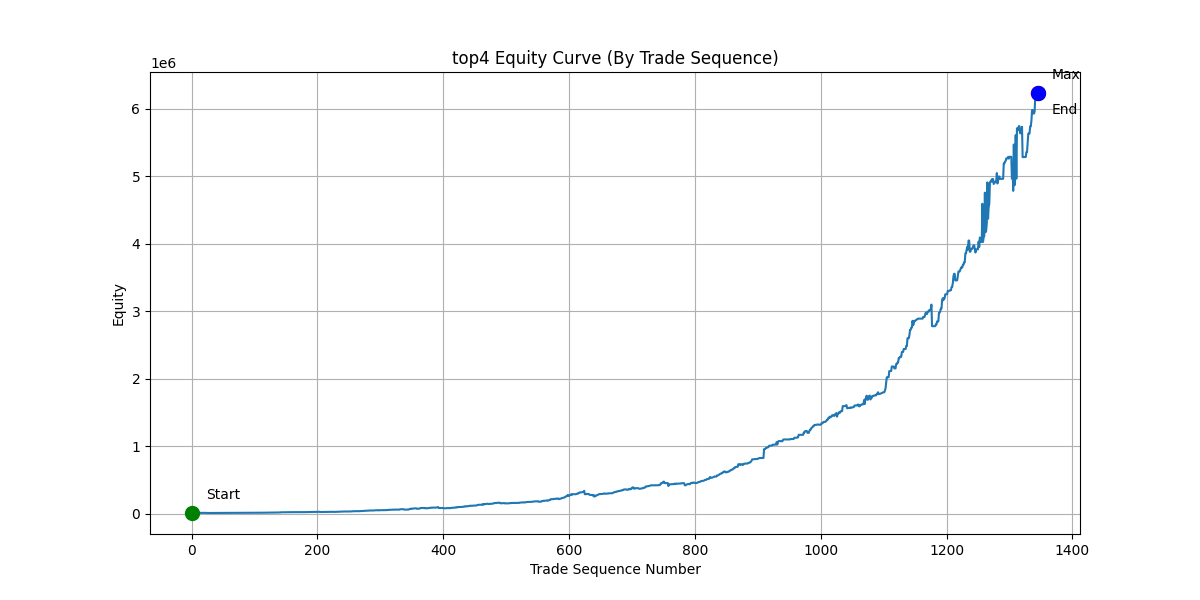 top4 Equity Curve (By Trade Sequence)
1e6
Max
End
6
5
4
3
2
1
0
Equity
Start
0 200 400 600 800 1000 1200 1400
Trade Sequence Number